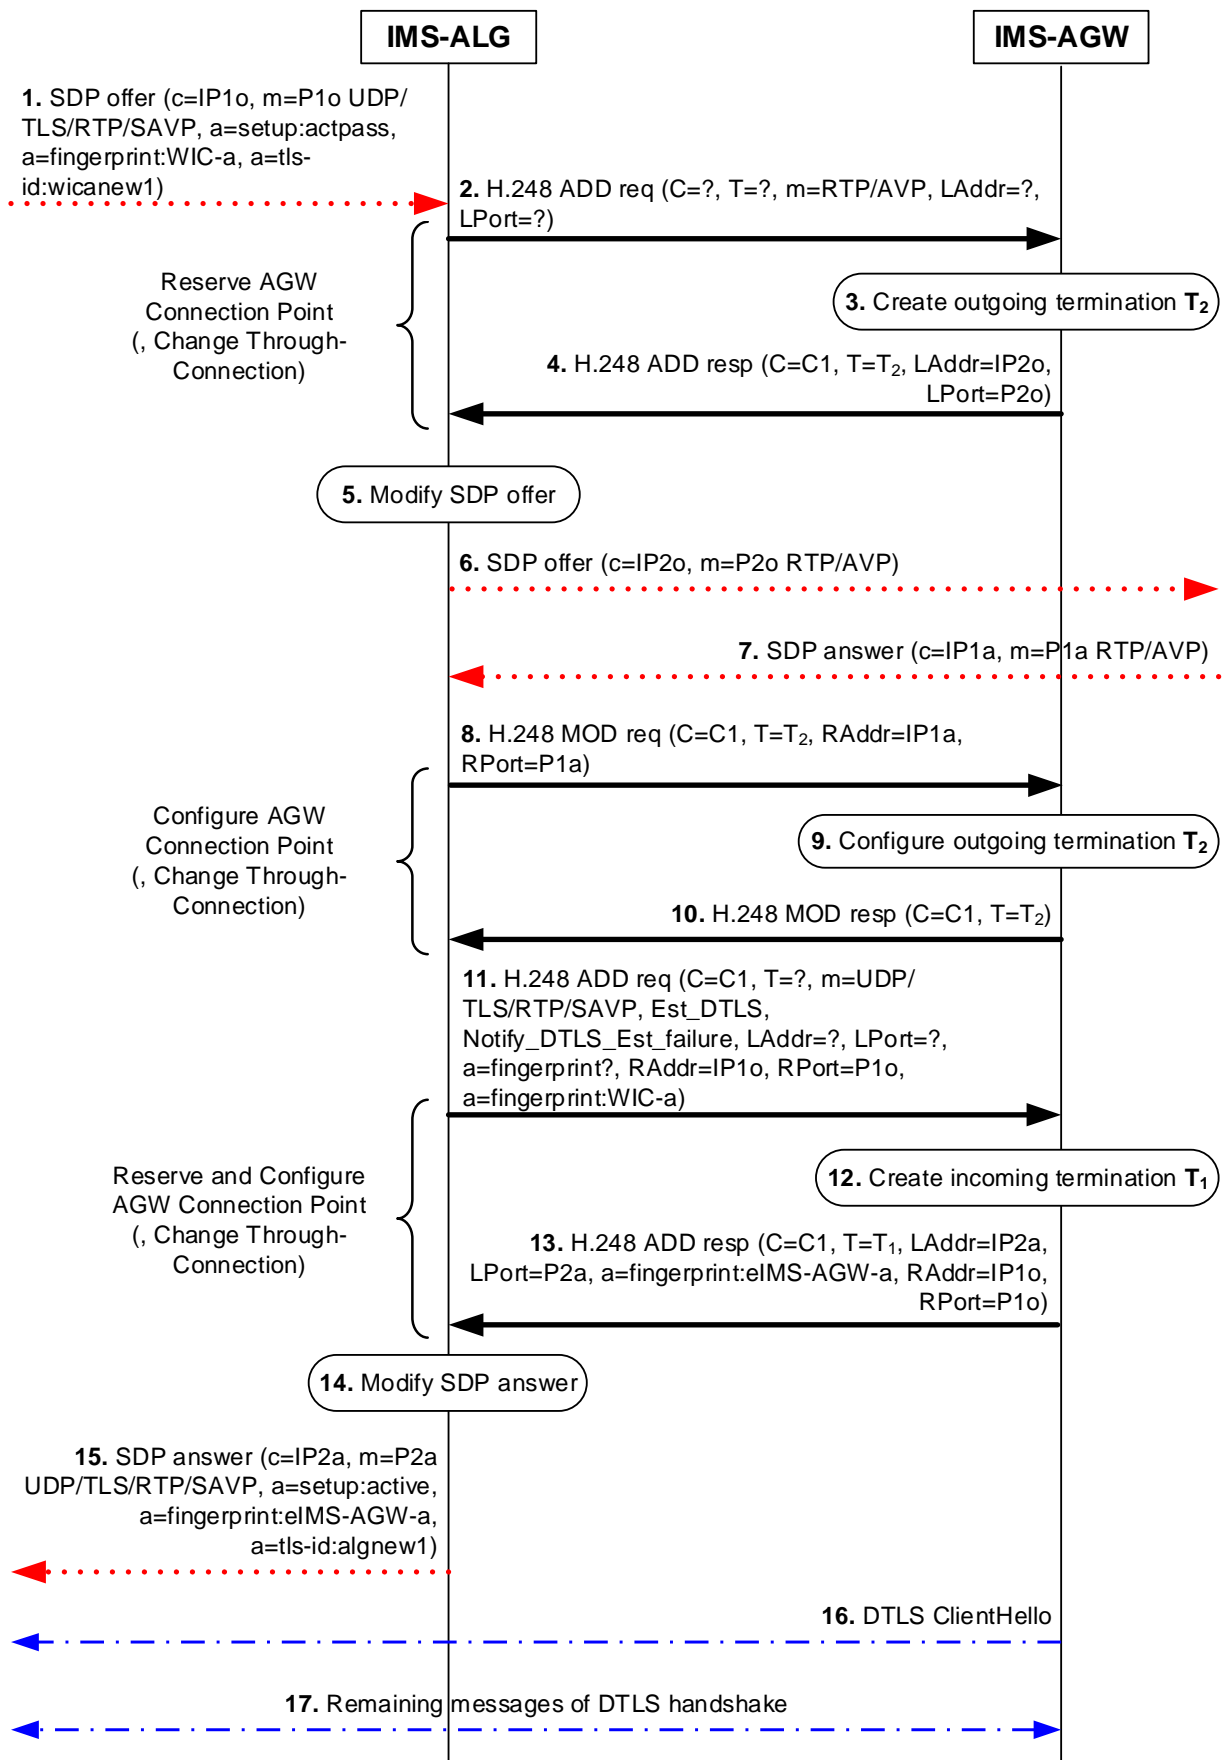 IMS-ALG
IMS-AGW
1. SDP offer (c=IP1o, m=P1o UDP/
TLS/RTP/SAVP, a=setup:actpass,
a=fingerprint:WIC-a, a=tls-
id:wicanew1)
2. H.248 ADD req (C=?, T=?, m=RTP/AVP, LAddr=?,
LPort=?)
Reserve AGW
Connection Point
(, Change Through-
Connection)
3. Create outgoing termination T2
4. H.248 ADD resp (C=C1, T=T2, LAddr=IP2o,
LPort=P2o)
5. Modify SDP offer
6. SDP offer (c=IP2o, m=P2o RTP/AVP)
7. SDP answer (c=IP1a, m=P1a RTP/AVP)
8. H.248 MOD req (C=C1, T=T2, RAddr=IP1a,
RPort=P1a)
Configure AGW
Connection Point
(, Change Through-
Connection)
9. Configure outgoing termination T2
10. H.248 MOD resp (C=C1, T=T2)
11. H.248 ADD req (C=C1, T=?, m=UDP/
TLS/RTP/SAVP, Est_DTLS,
Notify_DTLS_Est_failure, LAddr=?, LPort=?,
a=fingerprint?, RAddr=IP1o, RPort=P1o,
a=fingerprint:WIC-a)
Reserve and Configure
AGW Connection Point
(, Change Through-
Connection)
12. Create incoming termination T1
13. H.248 ADD resp (C=C1, T=T1, LAddr=IP2a,
LPort=P2a, a=fingerprint:eIMS-AGW-a, RAddr=IP1o,
RPort=P1o)
14. Modify SDP answer
15. SDP answer (c=IP2a, m=P2a
UDP/TLS/RTP/SAVP, a=setup:active,
a=fingerprint:eIMS-AGW-a,
a=tls-id:algnew1)
16. DTLS ClientHello
17. Remaining messages of DTLS handshake